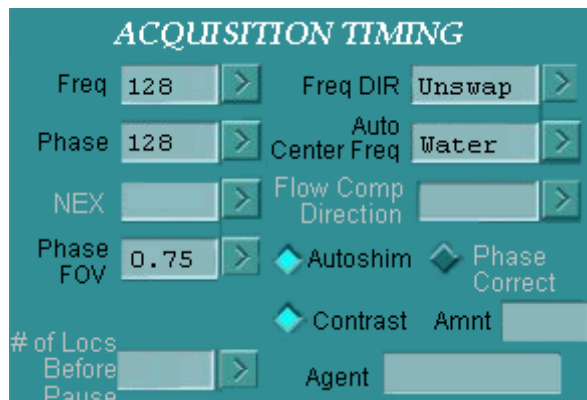 ACQUISITION TIMING
Freq 128 > Freq DIR Unswap >
Phase 128 > Auto Center Freq Water >
NEX > Flow Comp Direction >
Phase FOV 0.75 > Autoshim Phase Correct
Contrast Amnt
# of Locs Before Pause > Agent